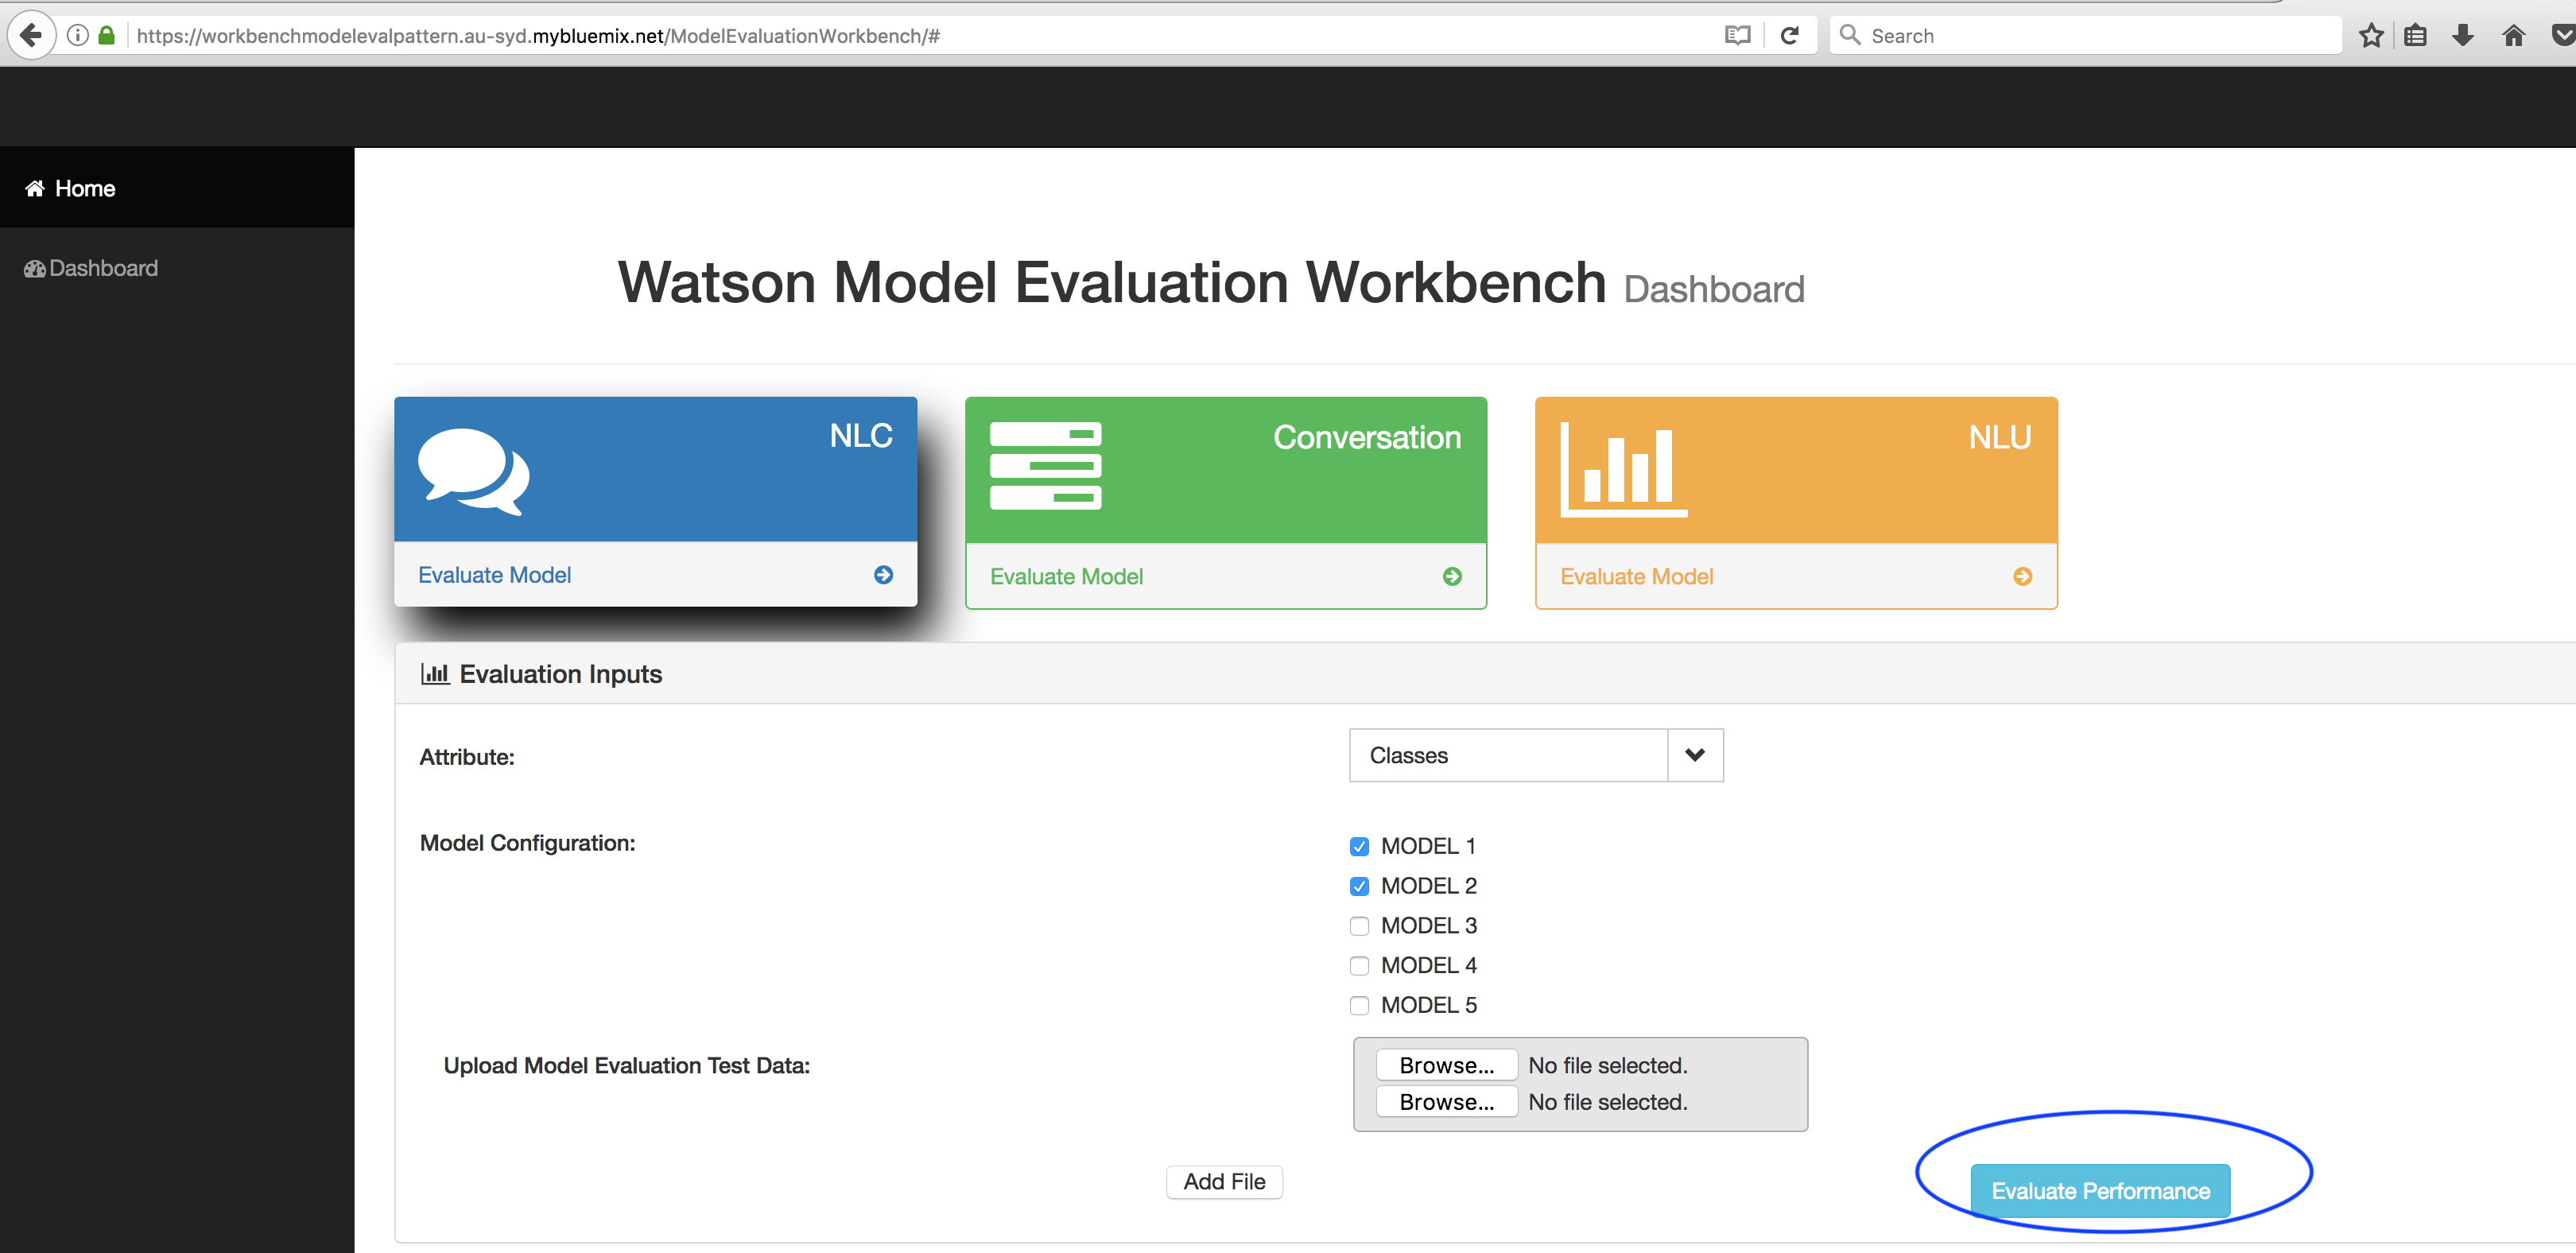 https://workbenchmodelevalpattern.au-syd.mybluemix.net/ModelEvaluationWorkbench/#
Search
Home
Dashboard
Watson Model Evaluation Workbench Dashboard
NLC
Evaluate Model
Conversation
Evaluate Model
NLU
Evaluate Model
Evaluation Inputs
Attribute:
Classes
Model Configuration:
MODEL 1
MODEL 2
MODEL 3
MODEL 4
MODEL 5
Upload Model Evaluation Test Data:
Browse... No file selected.
Browse... No file selected.
Add File
Evaluate Performance